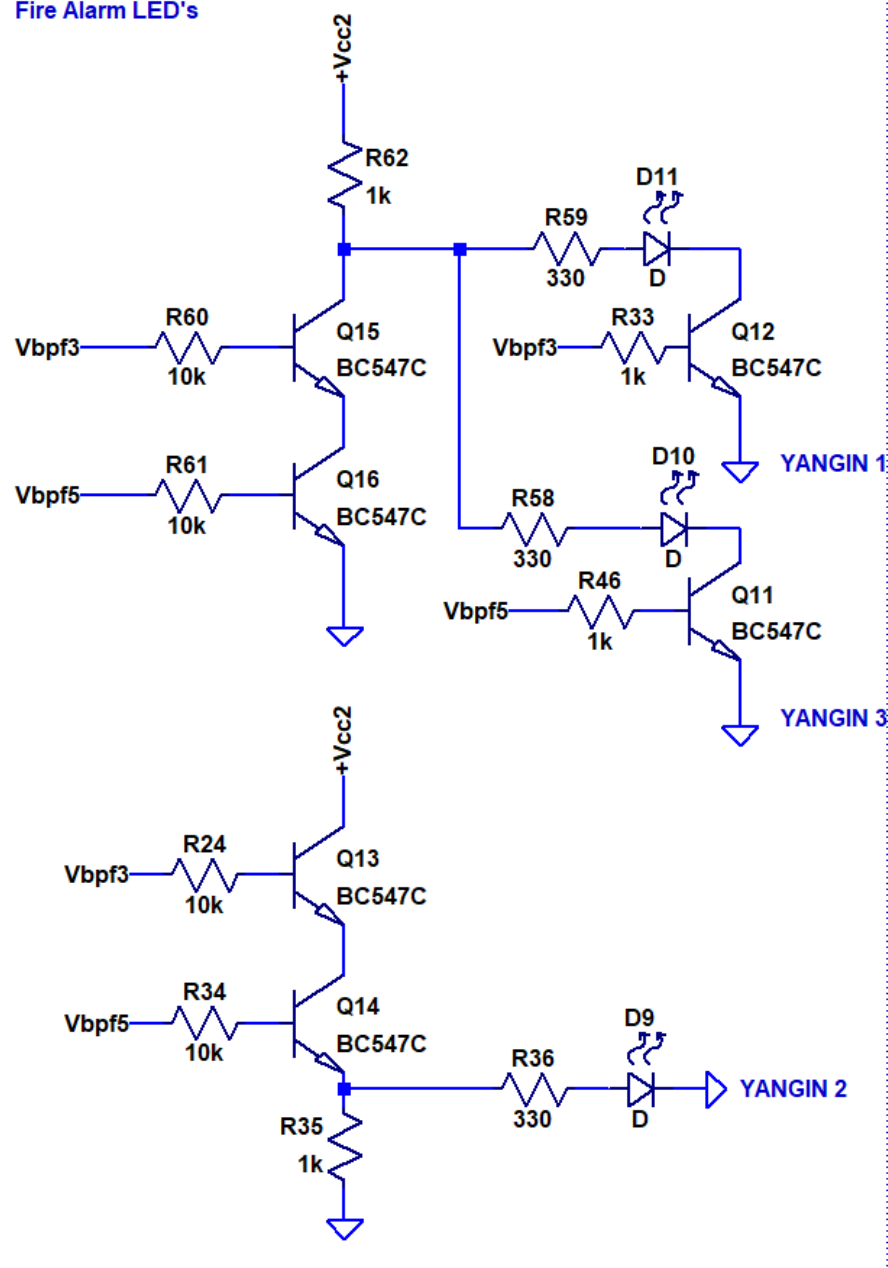 Fire Alarm LED's
+Vcc2
R62
1k
D11
R59
330
D
R60
Vbpf3
10k
Q15
BC547C
R33
Vbpf3
1k
Q12
BC547C
YANGIN 1
R61
Vbpf5
10k
Q16
BC547C
D10
R58
330
D
R46
Vbpf5
1k
Q11
BC547C
YANGIN 3
+Vcc2
R24
Vbpf3
10k
Q13
BC547C
R34
Vbpf5
10k
Q14
BC547C
D9
R36
330
D
YANGIN 2
R35
1k